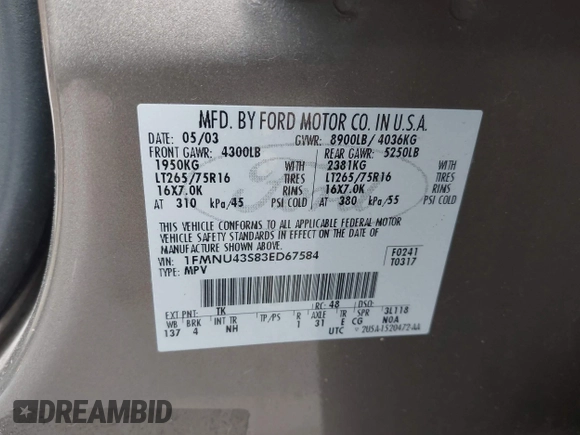 MFD. BY FORD MOTOR CO. IN U.S.A.
DATE: 05/03 GVWR: 8900LB/ 4036KG
FRONT GAWR: 4300LB REAR GAWR: 5250LB
1950KG WITH 2381KG WITH
LT265/75R16 TIRES LT265/75R16 TIRES
16X7.0K RIMS 16X7.0K RIMS
AT 310 kPa/45 PSI COLD AT 380 kPa/55 PSI COLD
THIS VEHICLE CONFORMS TO ALL APPLICABLE FEDERAL MOTOR
VEHICLE SAFETY STANDARDS IN EFFECT ON THE DATE OF
MANUFACTURE SHOWN ABOVE.
VIN: 1FMNU43S83ED67584
TYPE: MPV
F0241
T0317
Ford
EXT PNT: TK RC: 48 DSO:
WB BRK INT TR TP/PS R AXLE TR SPR 3L118
137 4 NH 1 31 E CG N0A
UTC 2U5A-1520472-AA
DREAMBID